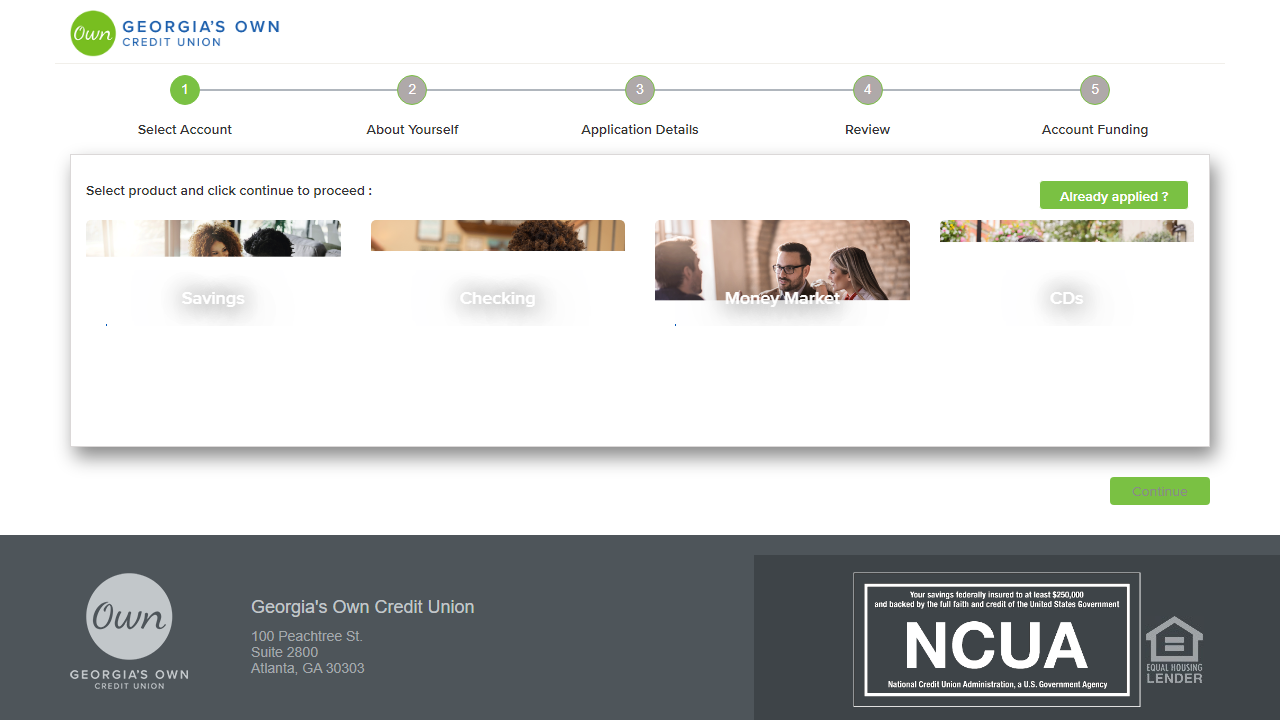 Own GEORGIA'S OWN
CREDIT UNION
1 2 3 4 5
Select Account About Yourself Application Details Review Account Funding
Select product and click continue to proceed :
Already applied ?
Savings Checking Money Market CDs
Continue
Own
GEORGIA'S OWN
CREDIT UNION
Georgia's Own Credit Union
100 Peachtree St.
Suite 2800
Atlanta, GA 30303
Your savings federally insured to at least $250,000
and backed by the full faith and credit of the United States Government
NCUA
National Credit Union Administration, a U.S. Government Agency
EQUAL HOUSING
LENDER